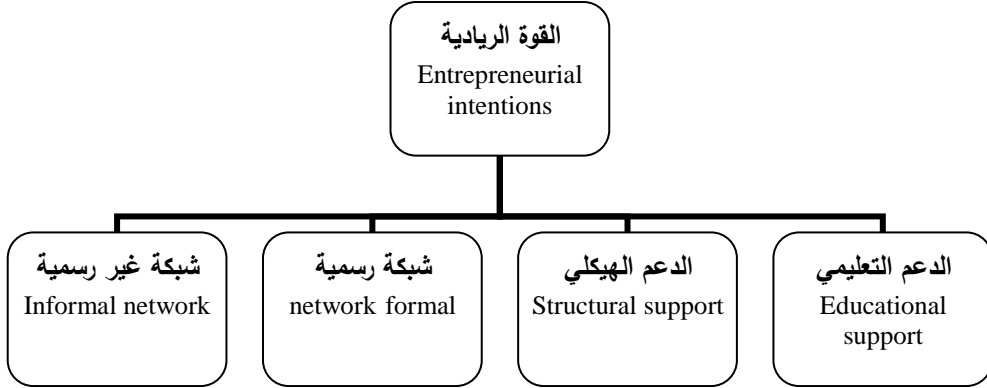 القوة الريادية
Entrepreneurial
intentions
شبكة غير رسمية
Informal network
شبكة رسمية
network formal
الدعم الهيكلي
Structural support
الدعم التعليمي
Educational
support